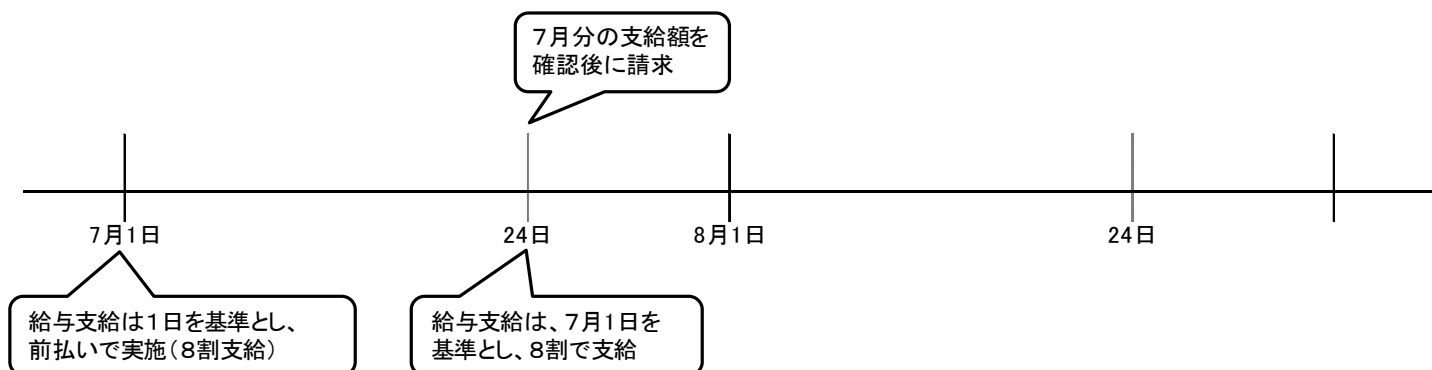 7月分の支給額を
確認後に請求
7月1日
24日
8月1日
24日
給与支給は１日を基準とし、
前払いで実施（８割支給）
給与支給は、７月１日を
基準とし、８割で支給